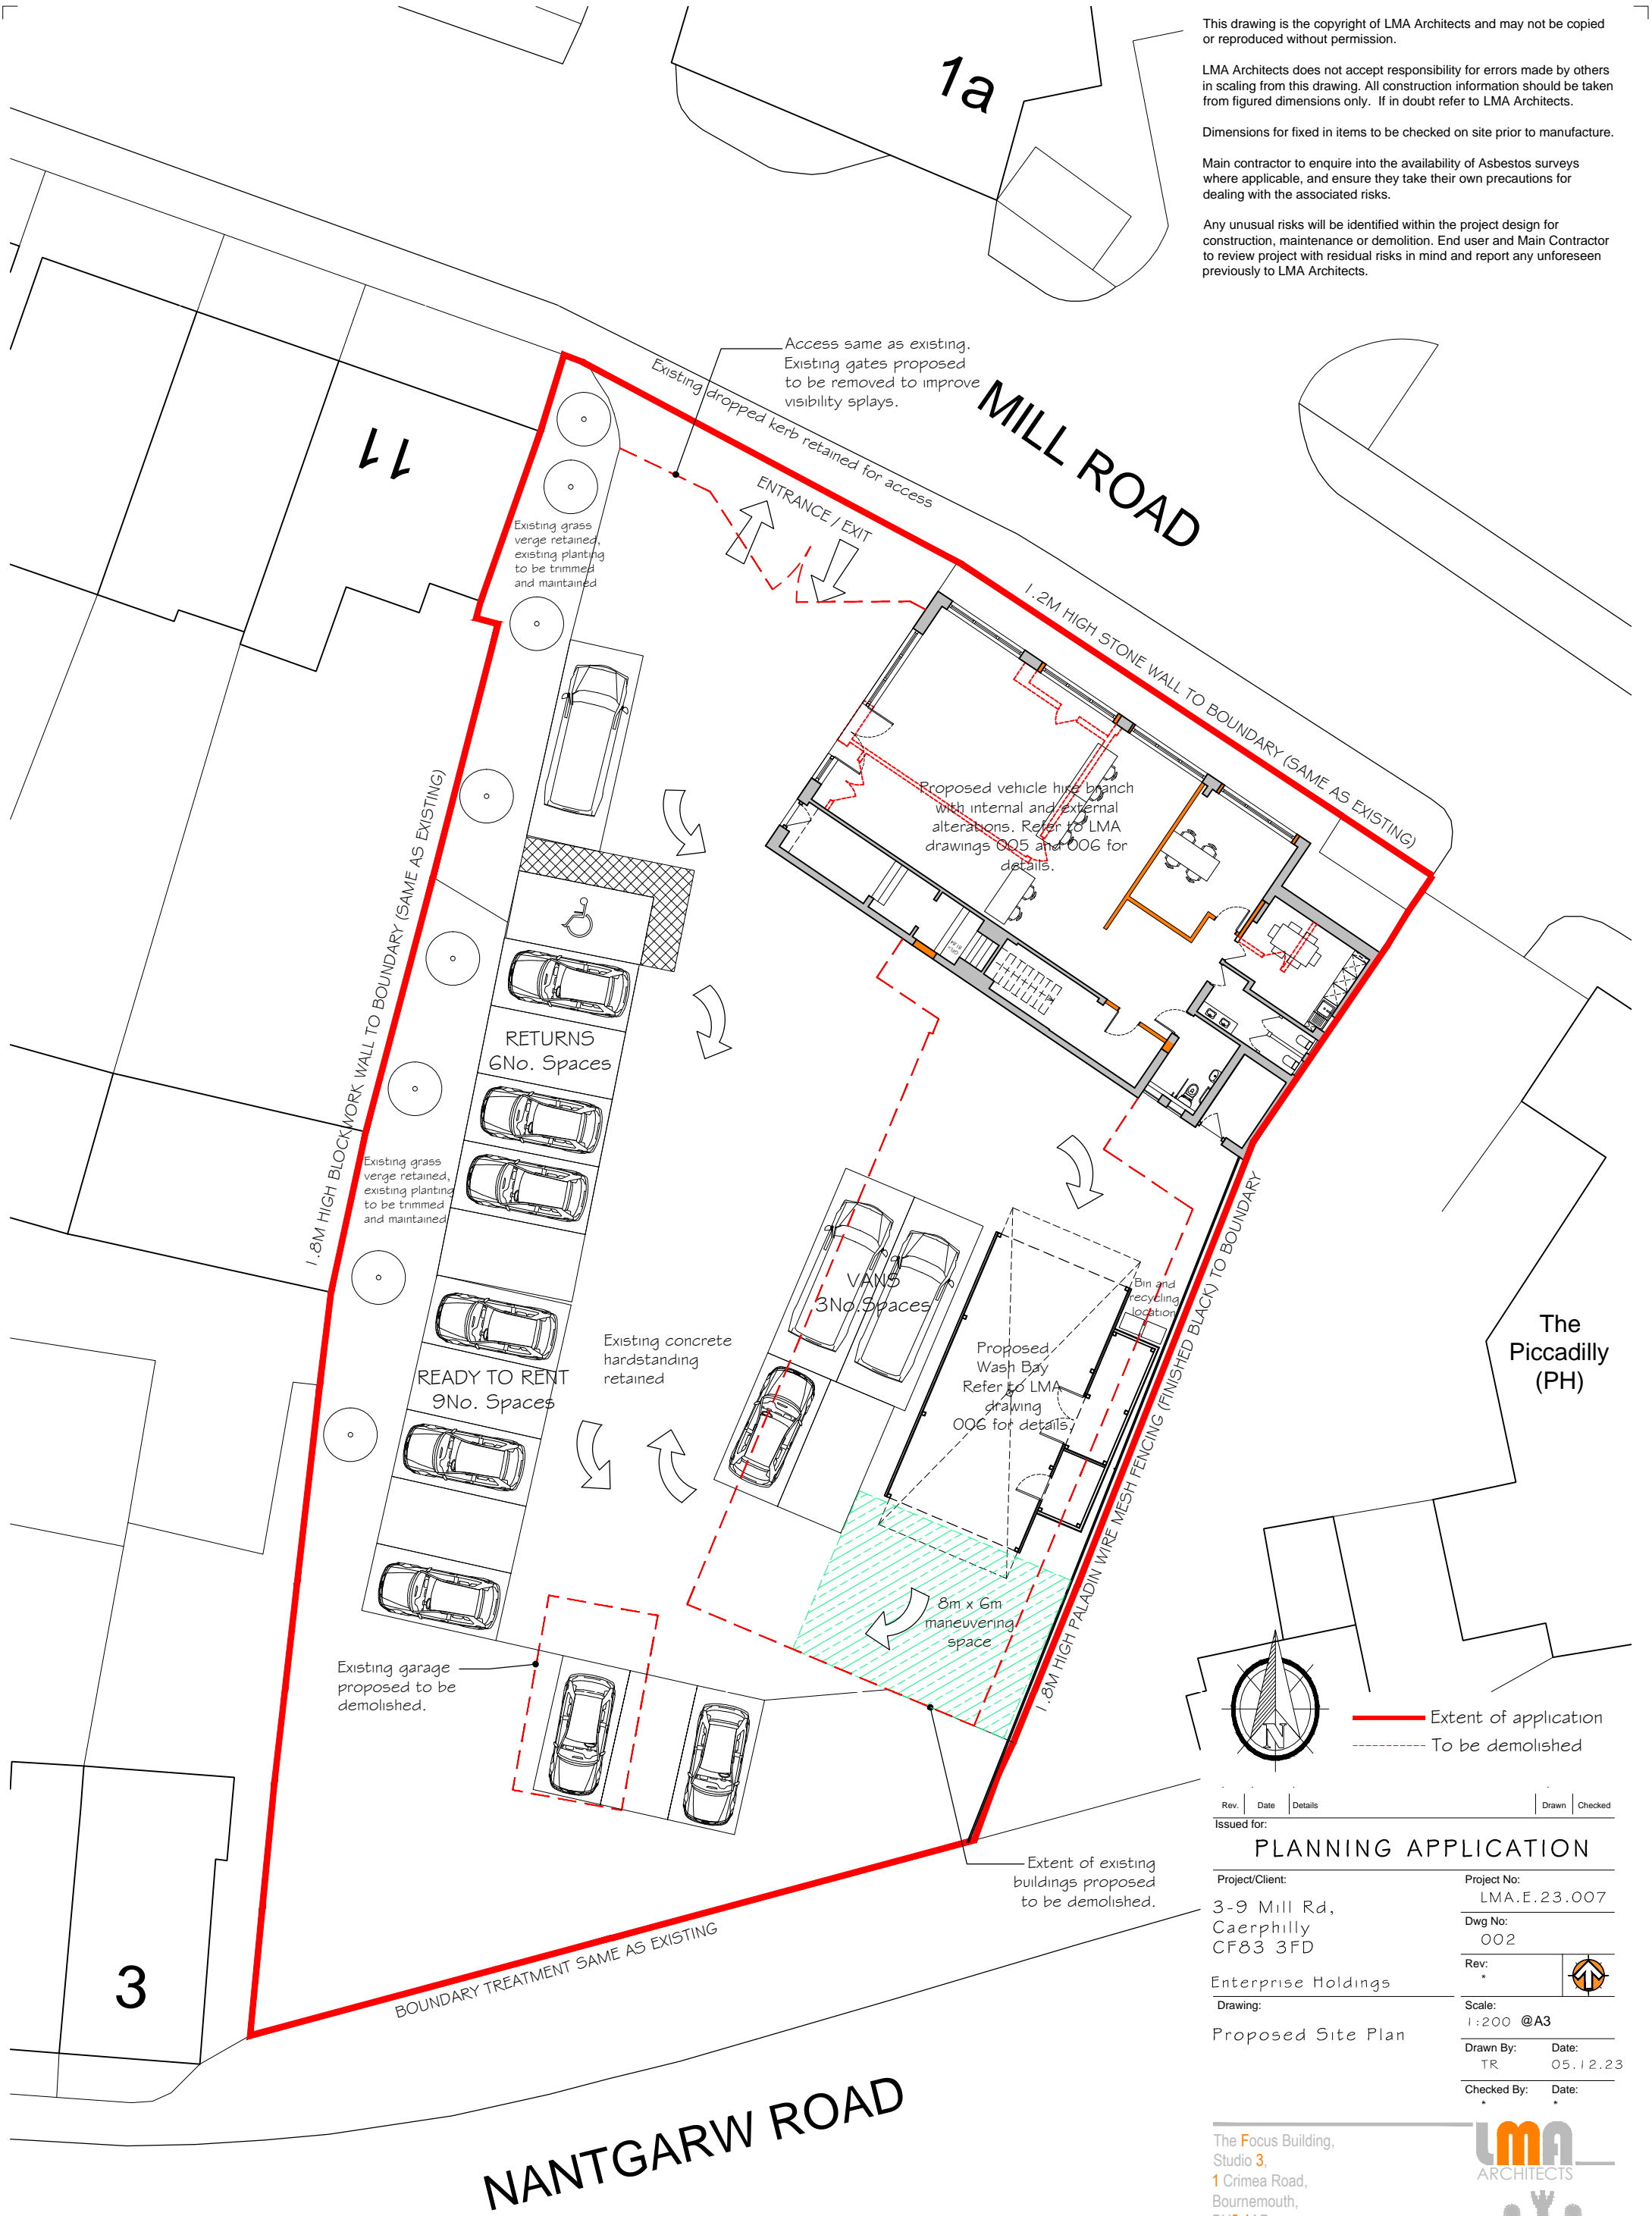 This drawing is the copyright of LMA Architects and may not be copied
or reproduced without permission.
LMA Architects does not accept responsibility for errors made by others
in scaling from this drawing. All construction information should be taken
from figured dimensions only. If in doubt refer to LMA Architects.
Dimensions for fixed in items to be checked on site prior to manufacture.
Main contractor to enquire into the availability of Asbestos surveys
where applicable, and ensure they take their own precautions for
dealing with the associated risks.
Any unusual risks will be identified within the project design for
construction, maintenance or demolition. End user and Main Contractor
to review project with residual risks in mind and report any unforeseen
previously to LMA Architects.
1a
Access same as existing.
Existing gates proposed
to be removed to improve
visibility splays.
Existing dropped kerb retained for access
MILL ROAD
11
ENTRANCE / EXIT
Existing grass
verge retained,
existing planting
to be trimmed
and maintained
1.2M HIGH STONE WALL TO BOUNDARY (SAME AS EXISTING)
Proposed vehicle hire branch
with internal and external
alterations. Refer to LMA
drawings 005 and 006 for
details.
1.8M HIGH BLOCKWORK WALL TO BOUNDARY (SAME AS EXISTING)
RETURNS
6No. Spaces
Existing grass
verge retained,
existing planting
to be trimmed
and maintained
VANS
3No.Spaces
Bin and
recycling
location
Existing concrete
hardstanding
retained
Proposed
Wash Bay
Refer to LMA
drawing
006 for details.
The
Piccadilly
(PH)
READY TO RENT
9No. Spaces
1.8M HIGH PALADIN WIRE MESH FENCING (FINISHED BLACK) TO BOUNDARY
8m x 6m
maneuvering
space
Existing garage
proposed to be
demolished.
N
Extent of application
To be demolished
Rev. Date Details Drawn Checked
Issued for:
PLANNING APPLICATION
Extent of existing
buildings proposed
to be demolished.
Project/Client:
3-9 Mill Rd,
Caerphilly
CF83 3FD
Enterprise Holdings
Project No:
LMA.E.23.007
Dwg No:
002
Rev:
*
Drawing:
Proposed Site Plan
Scale:
1:200 @A3
Drawn By: Date:
TR 05.12.23
Checked By: Date:
* *
BOUNDARY TREATMENT SAME AS EXISTING
3
NANTGARW ROAD
The Focus Building,
Studio 3,
1 Crimea Road,
Bournemouth,
LMA
ARCHITECTS